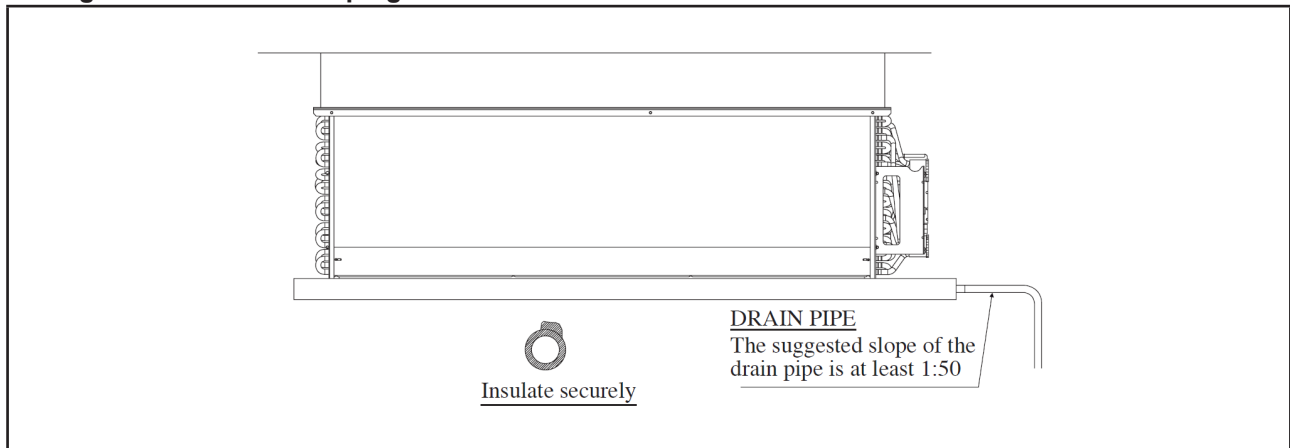 DRAIN PIPE
The suggested slope of the
drain pipe is at least 1:50
Insulate securely